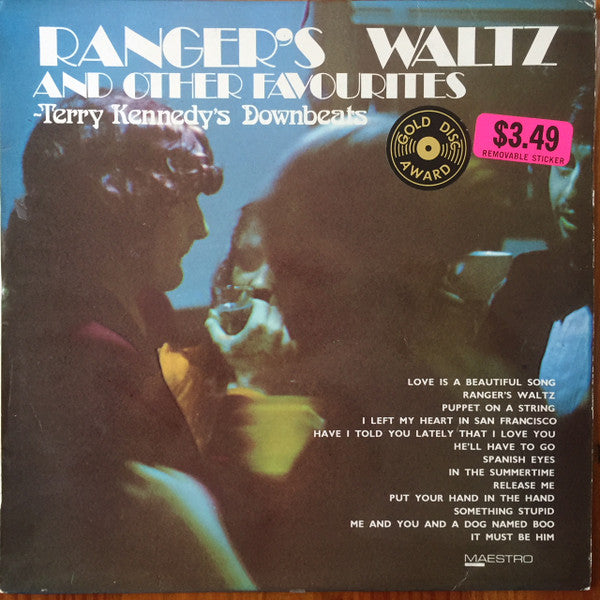 RANGER'S WALTZ
AND OTHER FAVOURITES
~Terry Kennedy's Downbeats
GOLD DISC
AWARD
$3.49
REMOVABLE STICKER
LOVE IS A BEAUTIFUL SONG
RANGER'S WALTZ
PUPPET ON A STRING
I LEFT MY HEART IN SAN FRANCISCO
HAVE I TOLD YOU LATELY THAT I LOVE YOU
HE'LL HAVE TO GO
SPANISH EYES
IN THE SUMMERTIME
RELEASE ME
PUT YOUR HAND IN THE HAND
SOMETHING STUPID
ME AND YOU AND A DOG NAMED BOO
IT MUST BE HIM
MAESTRO